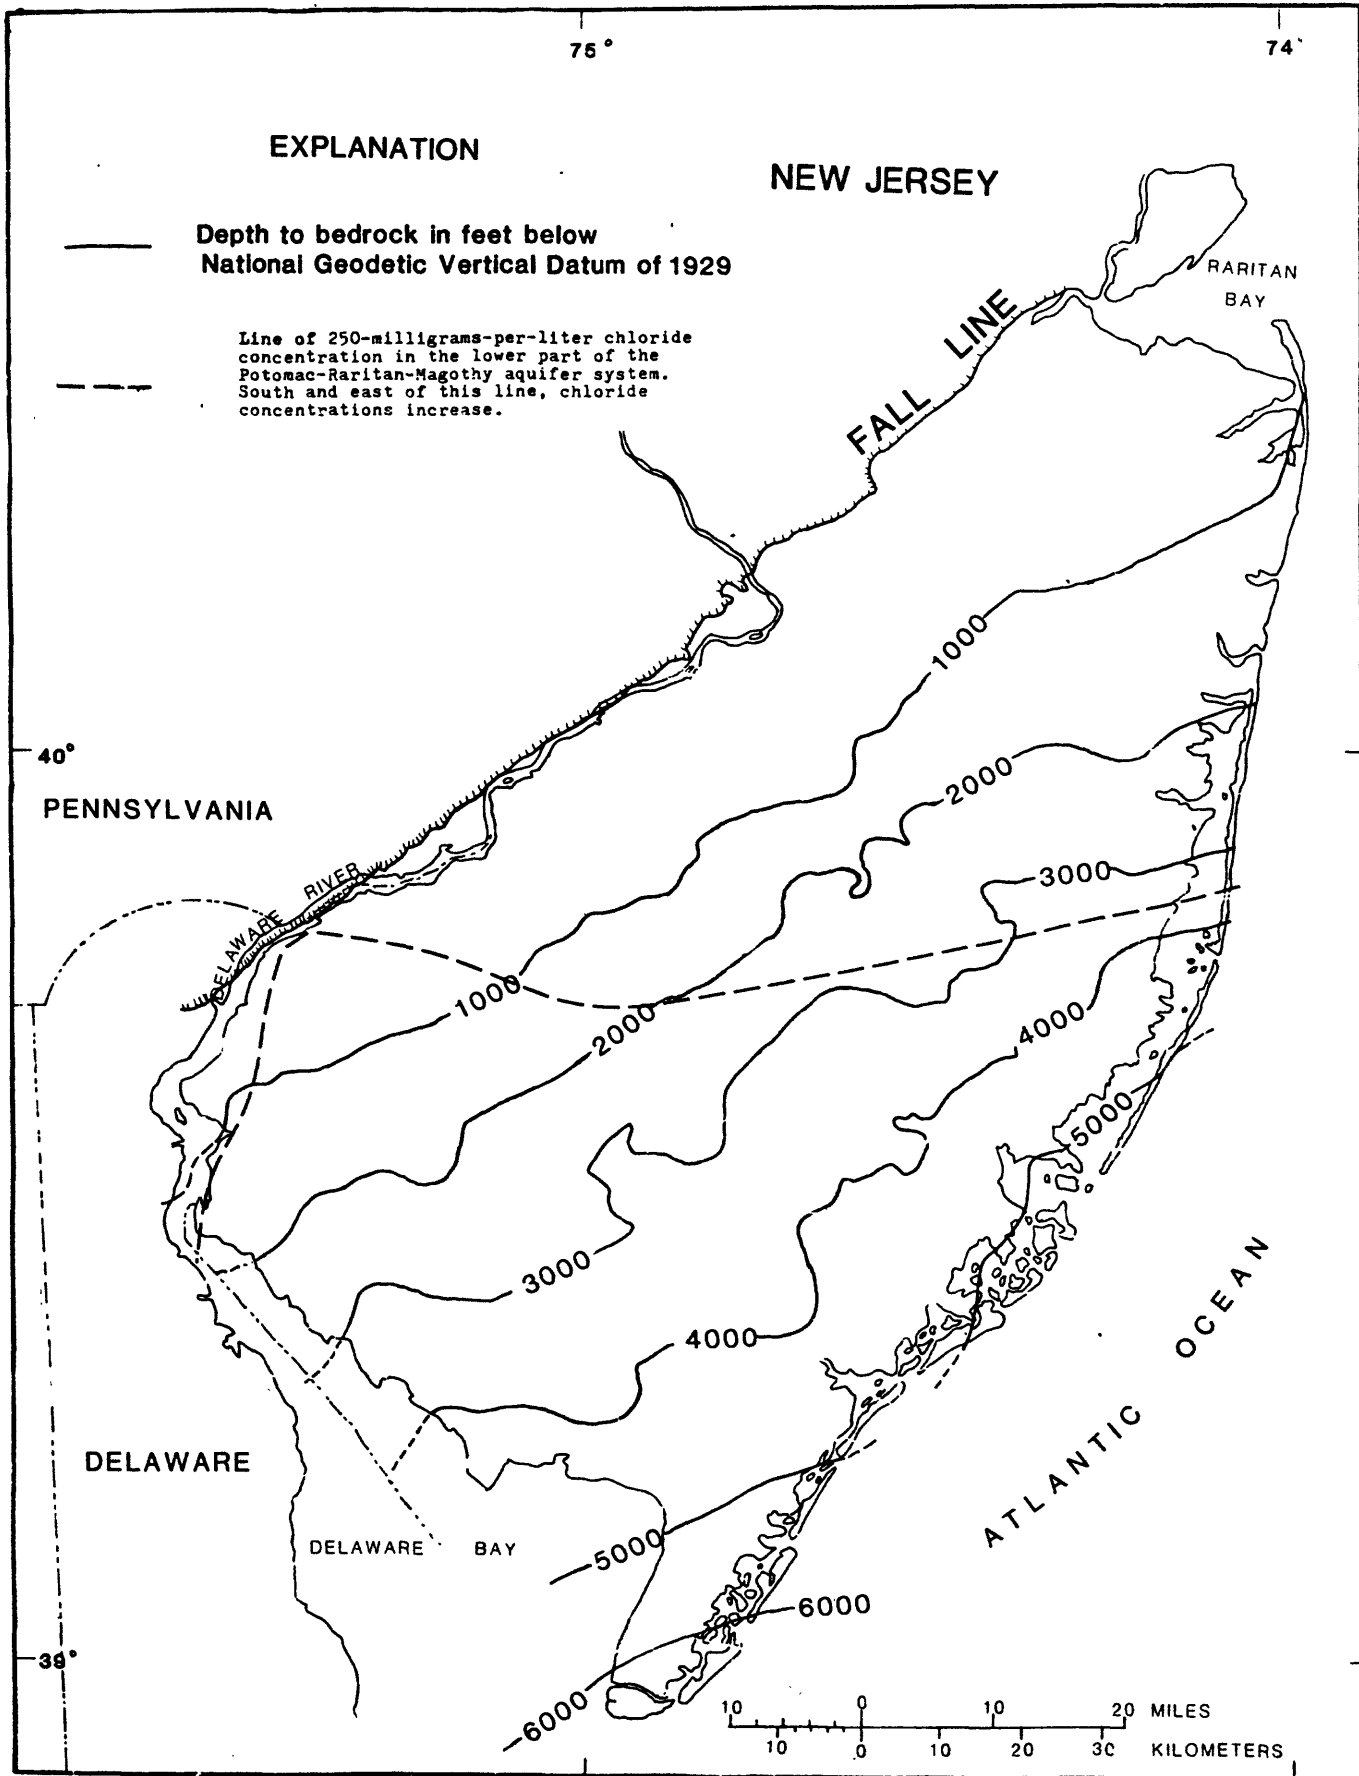 75°
74°
EXPLANATION
NEW JERSEY
Depth to bedrock in feet below
National Geodetic Vertical Datum of 1929
RARITAN
BAY
Line of 250-milligrams-per-liter chloride
concentration in the lower part of the
Potomac-Raritan-Magothy aquifer system.
South and east of this line, chloride
concentrations increase.
FALL LINE
1000
40°
2000
PENNSYLVANIA
3000
DELAWARE RIVER
1000
2000
4000
5000
3000
4000
ATLANTIC OCEAN
DELAWARE
5000
DELAWARE BAY
6000
39°
6000
10 0 10 20 MILES
10 0 10 20 30 KILOMETERS